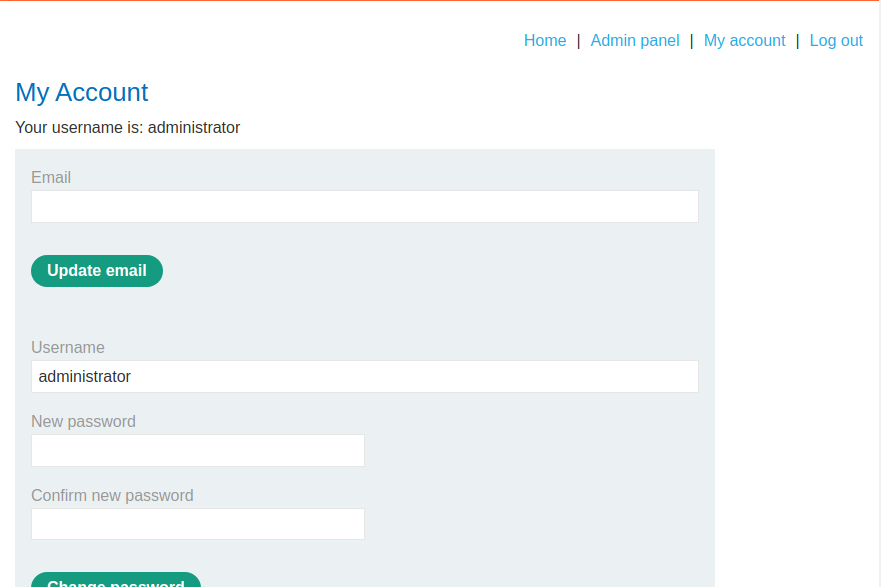 Home | Admin panel | My account | Log out
My Account
Your username is: administrator
Email
Update email
Username
administrator
New password
Confirm new password
Change password